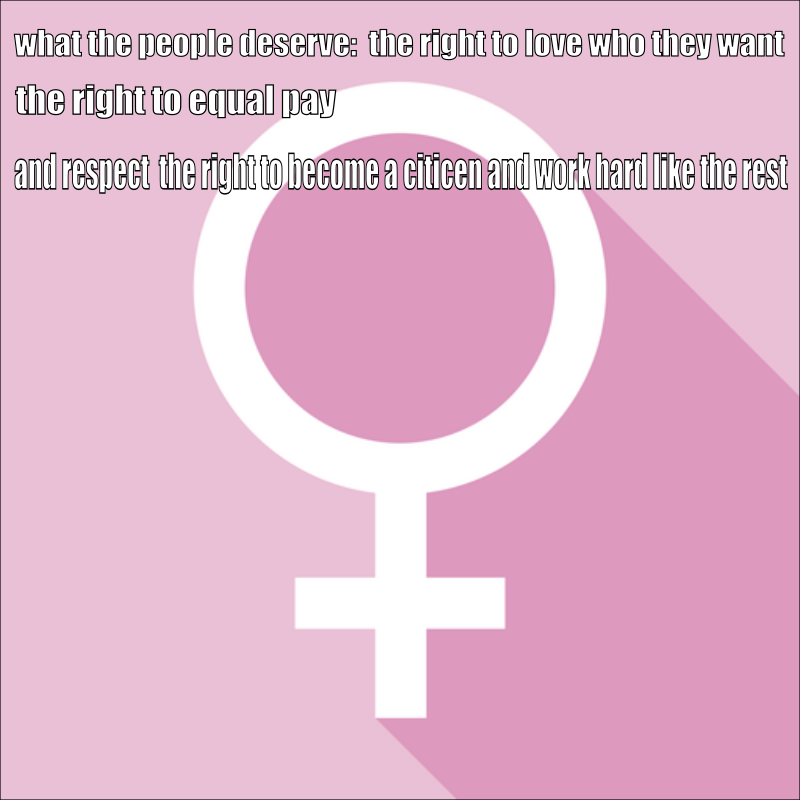 what the people deserve: the right to love who they want
the right to equal pay
and respect the right to become a citicen and work hard like the rest